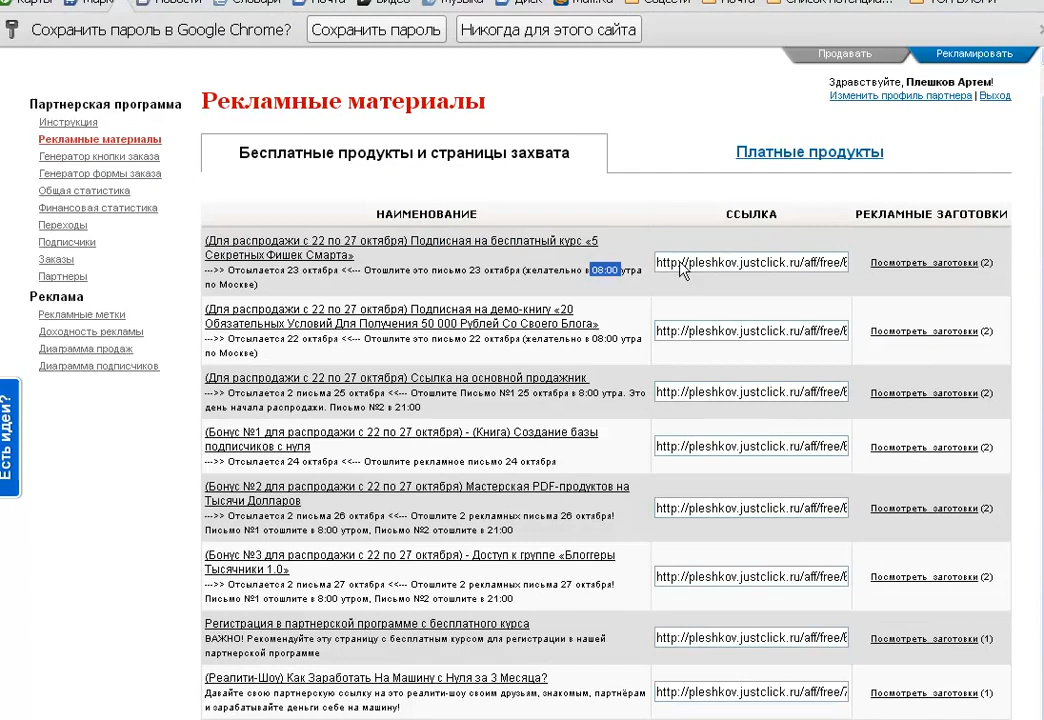 Карты Маркт Новости Словари Почта Видео Музыка Диск Mail.Ru Соцсети Почта Список потенциа... ТОП БЛОГИ
Сохранить пароль в Google Chrome? Сохранить пароль Никогда для этого сайта
Продавать Рекламировать
Здравствуйте, Плешков Артем!
Изменить профиль партнера | Выход
Партнерская программа
Инструкция
Рекламные материалы
Генератор кнопки заказа
Генератор формы заказа
Общая статистика
Финансовая статистика
Переходы
Подписчики
Заказы
Партнеры
Реклама
Рекламные метки
Доходность рекламы
Диаграмма продаж
Диаграмма подписчиков
Есть идеи?
Рекламные материалы
Бесплатные продукты и страницы захвата Платные продукты
НАИМЕНОВАНИЕ ССЫЛКА РЕКЛАМНЫЕ ЗАГОТОВКИ
(Для распродажи с 22 по 27 октября) Подписная на бесплатный курс «5
Секретных Фишек Смарта»
--->> Отсылается 23 октября <<--- Отошлите это письмо 23 октября (желательно в 08:00 утра
по Москве)
http://pleshkov.justclick.ru/aff/free/
Посмотреть заготовки (2)
(Для распродажи с 22 по 27 октября) Подписная на демо-книгу «20
Обязательных Условий Для Получения 50 000 Рублей Со Своего Блога»
--->> Отсылается 22 октября <<--- Отошлите это письмо 22 октября (желательно в 08:00 утра
по Москве)
http://pleshkov.justclick.ru/aff/free/
Посмотреть заготовки (2)
(Для распродажи с 22 по 27 октября) Ссылка на основной продажник
--->> Отсылается 2 письма 25 октября <<--- Отошлите Письмо №1 25 октября в 8:00 утра. Это
день начала распродажи. Письмо №2 в 21:00
http://pleshkov.justclick.ru/aff/free/
Посмотреть заготовки (2)
(Бонус №1 для распродажи с 22 по 27 октября) - (Книга) Создание базы
подписчиков с нуля
--->> Отсылается 24 октября <<--- Отошлите рекламное письмо 24 октября
http://pleshkov.justclick.ru/aff/free/
Посмотреть заготовки (2)
(Бонус №2 для распродажи с 22 по 27 октября) Мастерская PDF-продуктов на
Тысячи Долларов
--->> Отсылается 2 письма 26 октября <<--- Отошлите 2 рекламных письма 26 октября!
Письмо №1 отошлите в 8:00 утром, Письмо №2 отошлите в 21:00
http://pleshkov.justclick.ru/aff/free/
Посмотреть заготовки (2)
(Бонус №3 для распродажи с 22 по 27 октября) - Доступ к группе «Блоггеры
Тысячники 1.0»
--->> Отсылается 2 письма 27 октября <<--- Отошлите 2 рекламных письма 27 октября!
Письмо №1 отошлите в 8:00 утром, Письмо №2 отошлите в 21:00
http://pleshkov.justclick.ru/aff/free/
Посмотреть заготовки (2)
Регистрация в партнерской программе с бесплатного курса
ВАЖНО! Рекомендуйте эту страницу с бесплатным курсом для регистрации в нашей
партнерской программе
http://pleshkov.justclick.ru/aff/free/
Посмотреть заготовки (1)
(Реалити-Шоу) Как Заработать На Машину с Нуля за 3 Месяца?
Давайте свою партнерскую ссылку на это реалити-шоу своим друзьям, знакомым, партнёрам
и зарабатывайте деньги себе на машину!
http://pleshkov.justclick.ru/aff/free/7
Посмотреть заготовки (1)